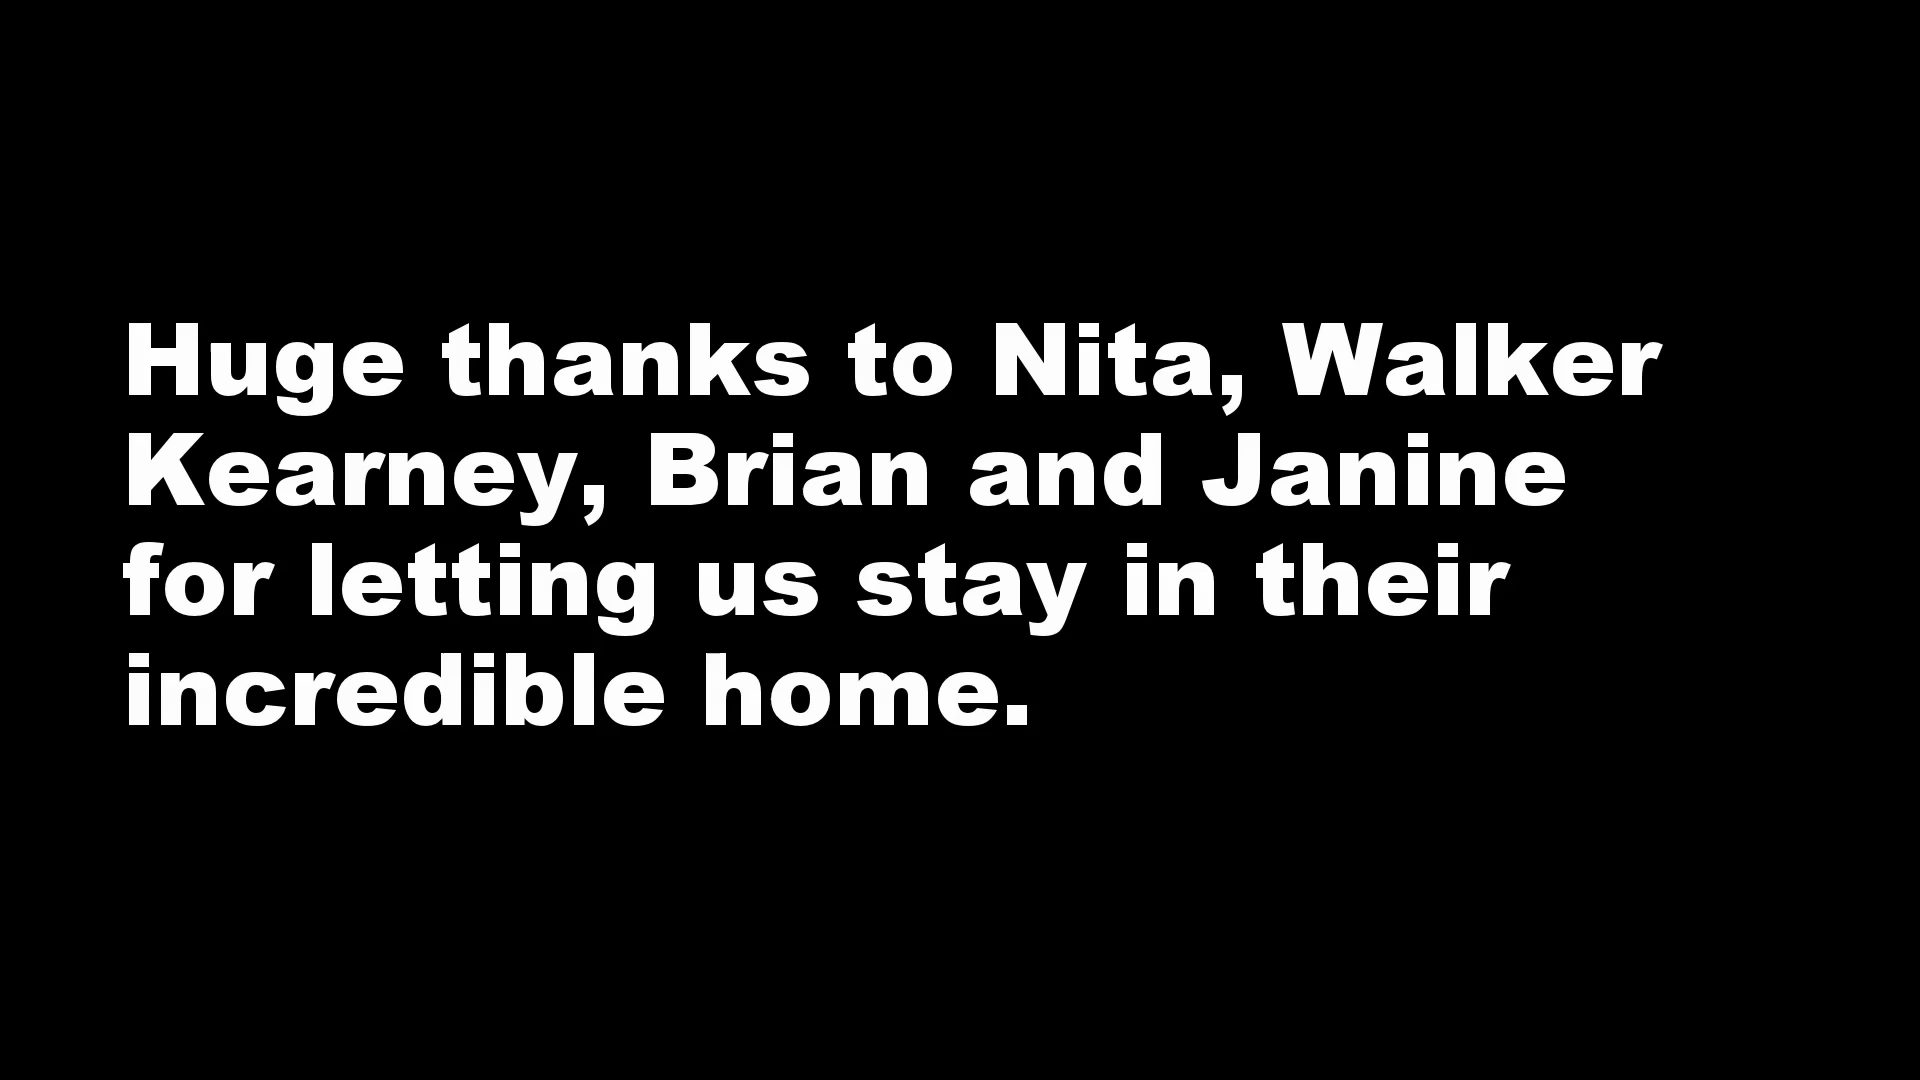 Huge thanks to Nita, Walker
Kearney, Brian and Janine
for letting us stay in their
incredible home.